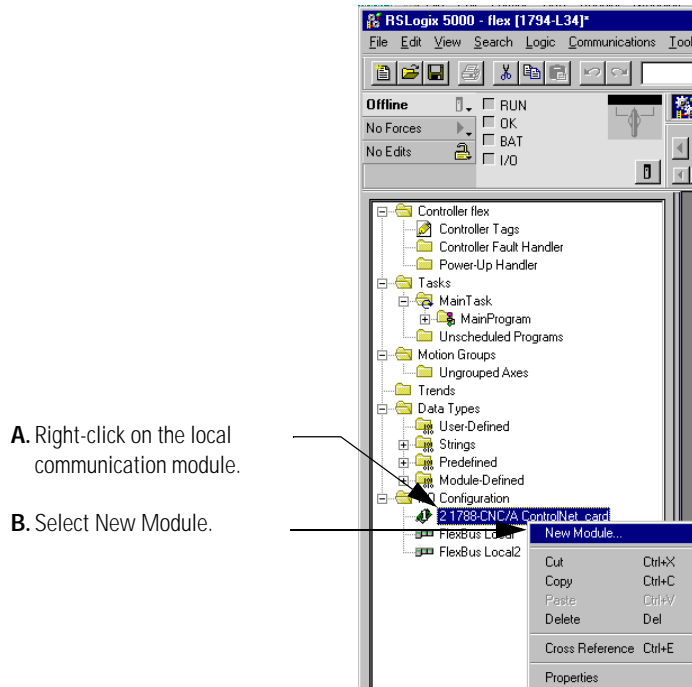 RSLogix 5000 - flex [1794-L34]*
File Edit View Search Logic Communications
Offline
RUN
No Forces
OK
BAT
No Edits
I/O
Controller flex
Controller Tags
Controller Fault Handler
Power-Up Handler
Tasks
MainTask
MainProgram
Unscheduled Programs
Motion Groups
Ungrouped Axes
Trends
Data Types
User-Defined
Strings
Predefined
Module-Defined
Configuration
A. Right-click on the local
communication module.
2 1788-CNC/A ControlNet_card
B. Select New Module.
New Module...
FlexBus Local
FlexBus Local2
Cut Ctrl+X
Copy Ctrl+C
Paste Ctrl+V
Delete Del
Cross Reference Ctrl+E
Properties